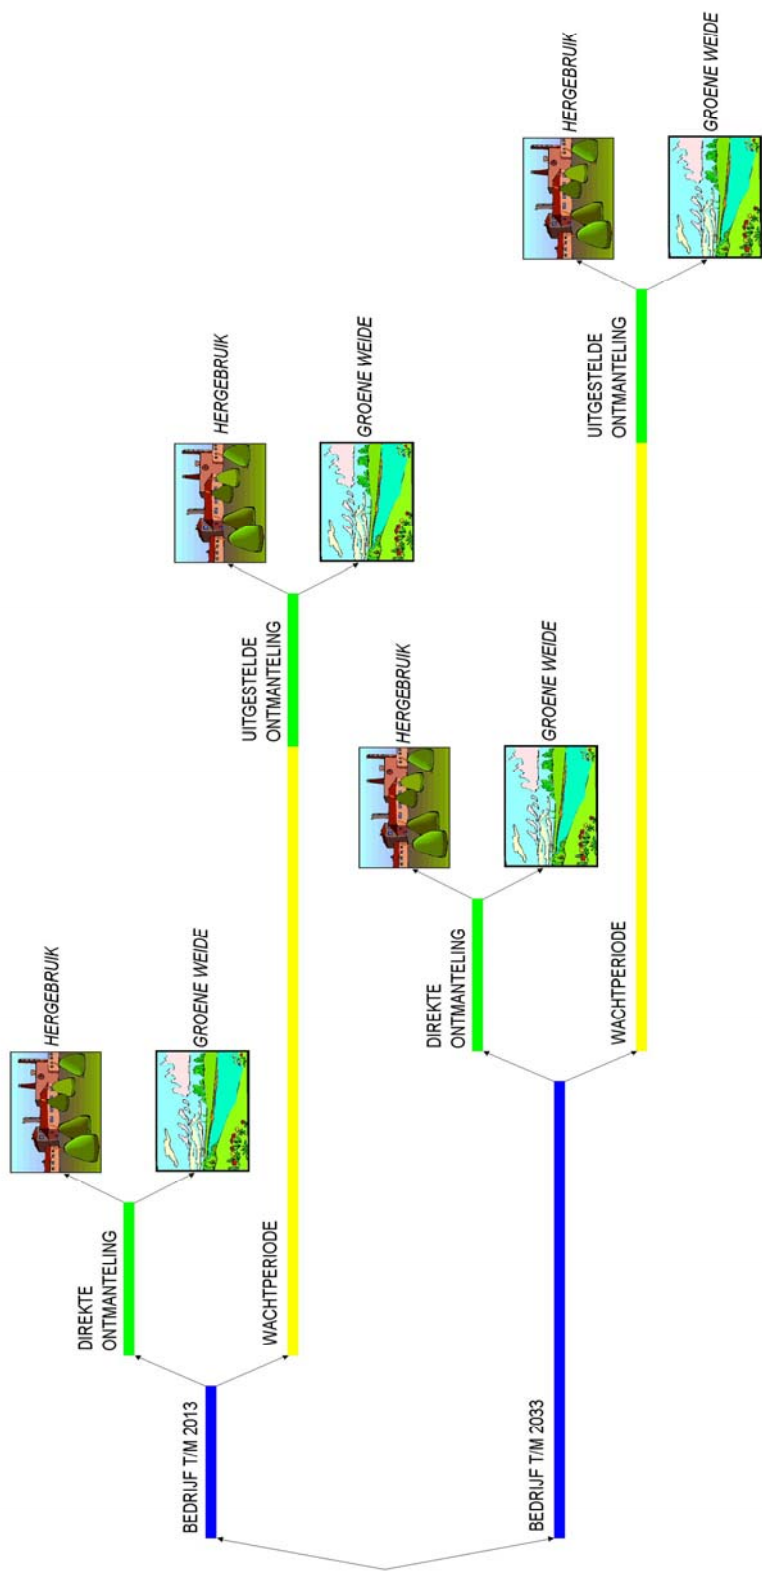 BEDRIJF T/M 2013
DIREKTE
ONTMANTELING
HERGEBRUIK
GROENE WEIDE
WACHTPERIODE
UITGESTELDE
ONTMANTELING
HERGEBRUIK
GROENE WEIDE
BEDRIJF T/M 2033
DIREKTE
ONTMANTELING
HERGEBRUIK
GROENE WEIDE
WACHTPERIODE
UITGESTELDE
ONTMANTELING
HERGEBRUIK
GROENE WEIDE